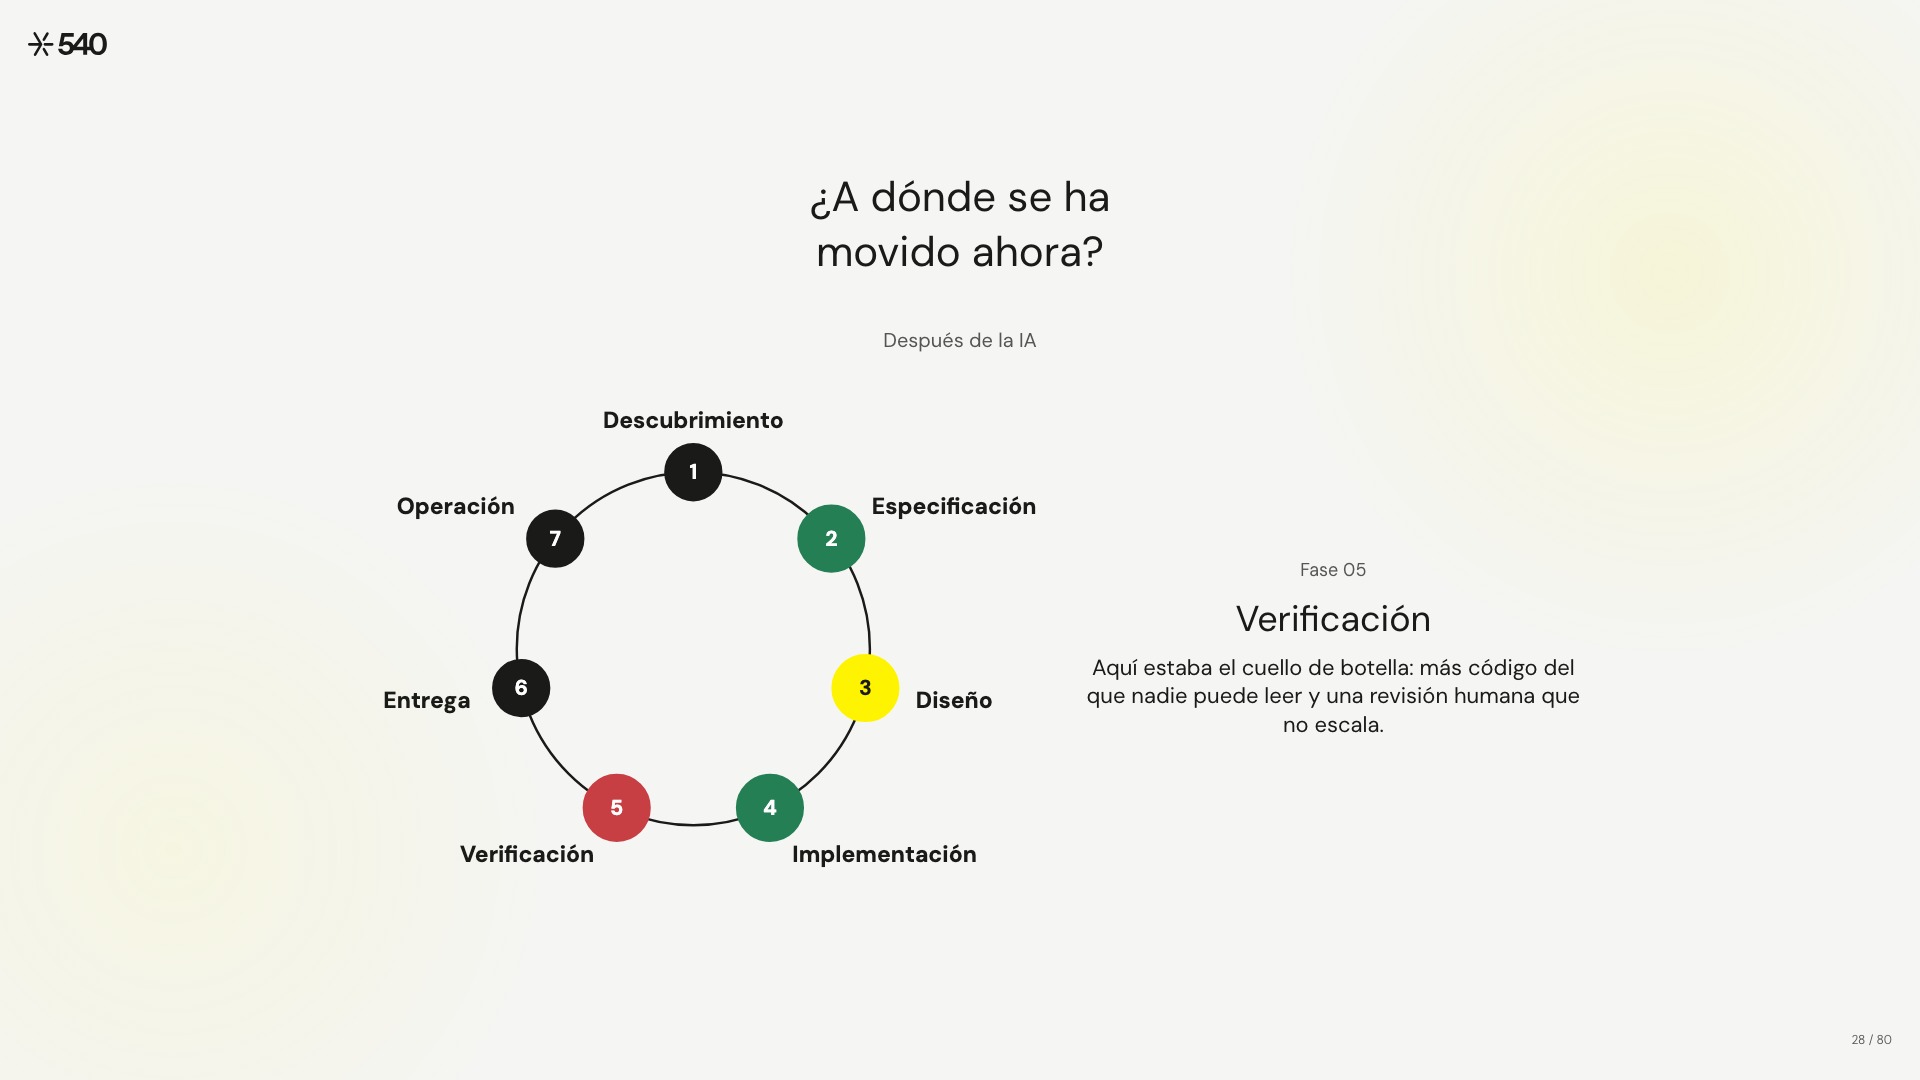 540
¿A dónde se ha
movido ahora?
Después de la IA
Descubrimiento
1
Operación
7
Especificación
2
Entrega
6
3
Diseño
5
Verificación
4
Implementación
Fase 05
Verificación
Aquí estaba el cuello de botella: más código del
que nadie puede leer y una revisión humana que
no escala.
28 / 80